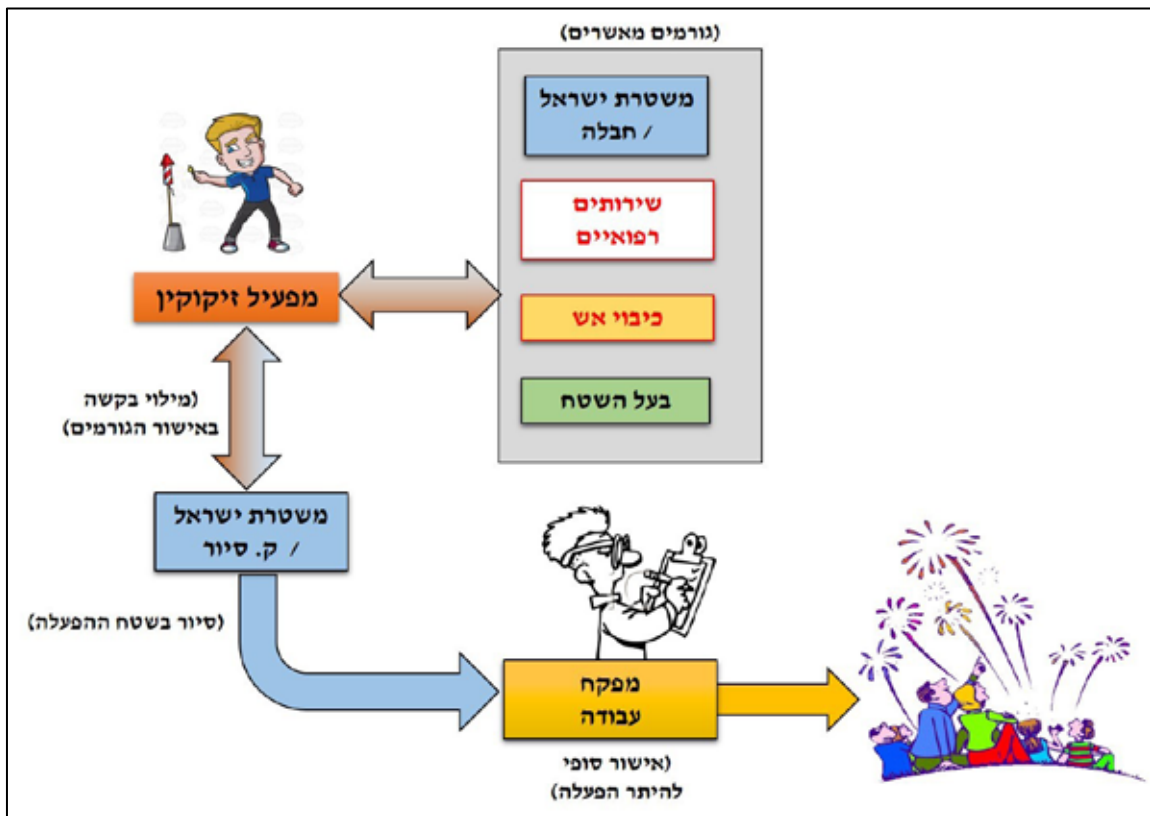 (גורמים מאשרים)
משטרת ישראל
/ חבלה
שירותים
רפואיים
כיבוי אש
בעל השטח
מפעיל זיקוקין
(מילוי בקשה
באישור הגורמים)
משטרת ישראל
/ ק. סיור
(סיור בשטח ההפעלה)
מפקח
עבודה
(אישור סופי
להיתר הפעלה)